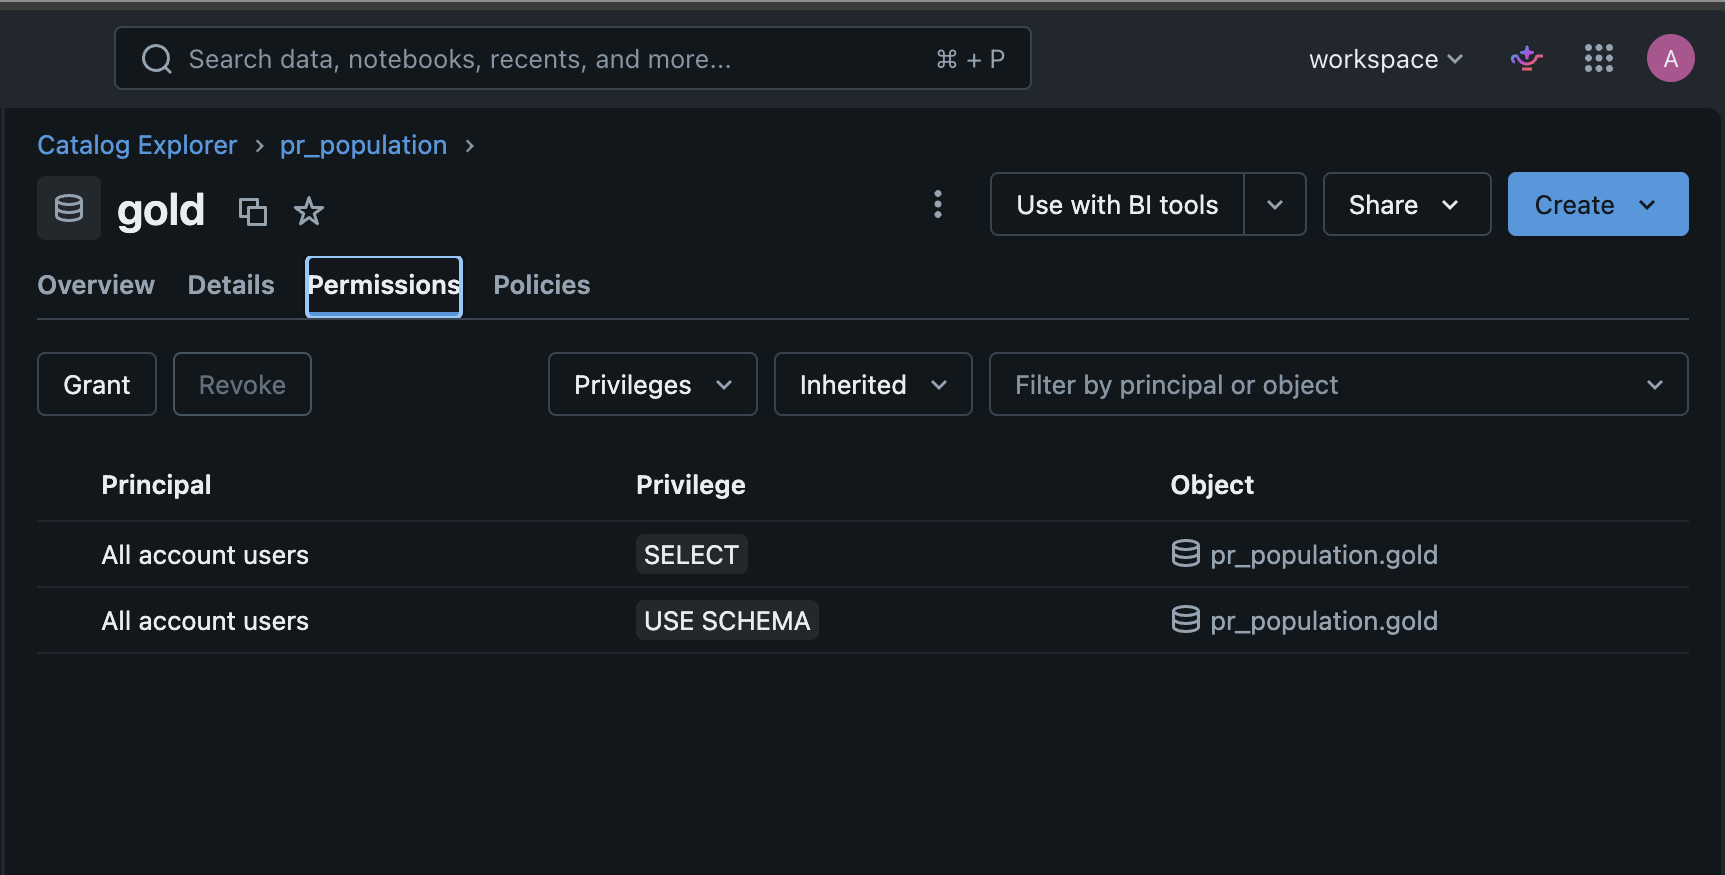 Search data, notebooks, recents, and more... ⌘ + P
workspace
A
Catalog Explorer > pr_population >
gold
Use with BI tools
Share
Create
Overview Details Permissions Policies
Grant Revoke Privileges Inherited Filter by principal or object
Principal Privilege Object
All account users SELECT pr_population.gold
All account users USE SCHEMA pr_population.gold